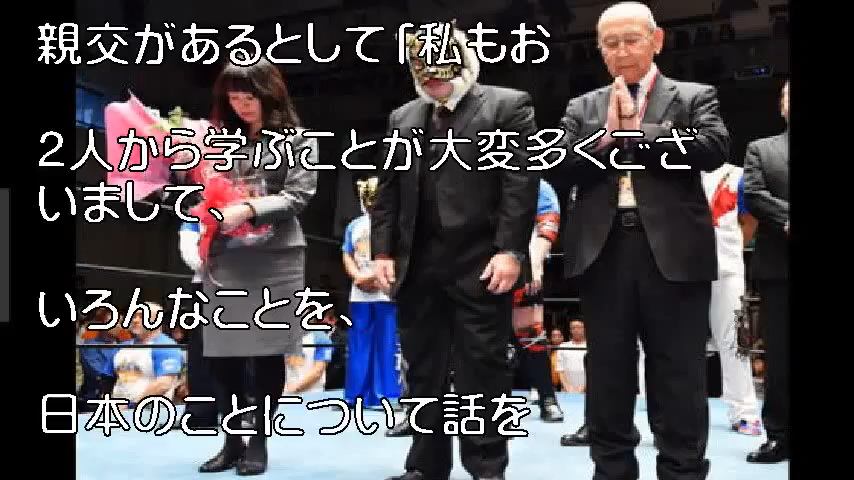 親交があるとして「私もお
2人から学ぶことが大変多くござ
いまして、
いろんなことを、
日本のことについて話を